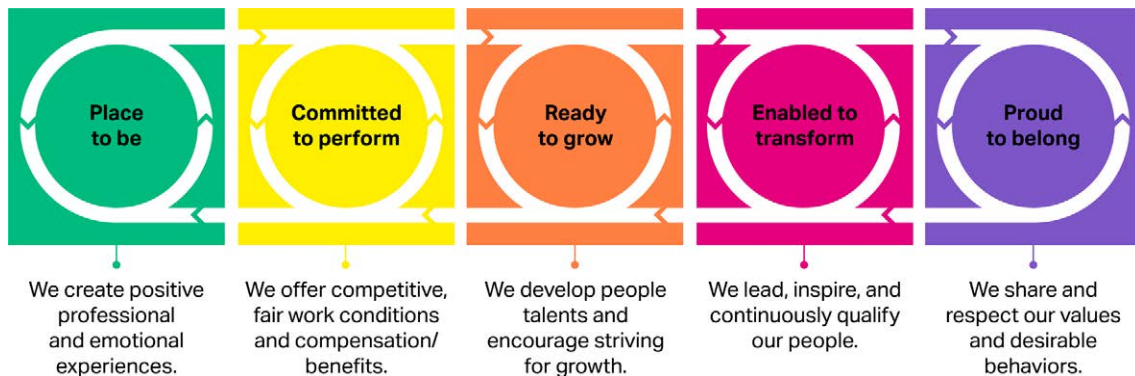 Place
to be
Committed
to perform
Ready
to grow
Enabled to
transform
Proud
to belong
We create positive
professional
and emotional
experiences.
We offer competitive,
fair work conditions
and compensation/
benefits.
We develop people
talents and
encourage striving
for growth.
We lead, inspire, and
continuously qualify
our people.
We share and
respect our values
and desirable
behaviors.